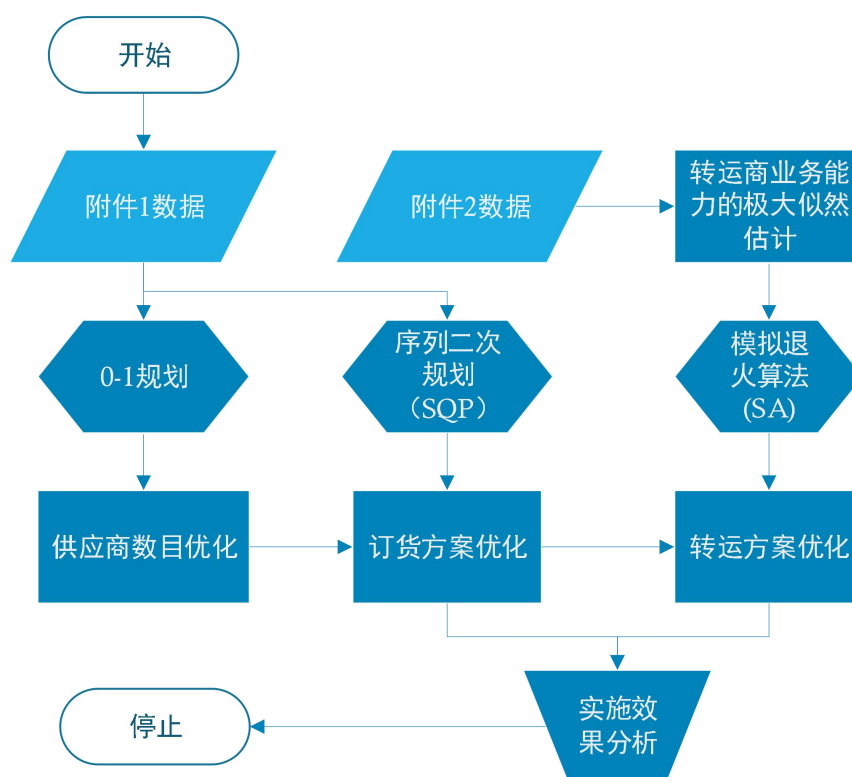 开始
附件1数据
附件2数据
转运商业务能
力的极大似然
估计
0-1规划
序列二次
规划
（SQP）
模拟退
火算法
(SA)
供应商数目优化
订货方案优化
转运方案优化
实施效
果分析
停止